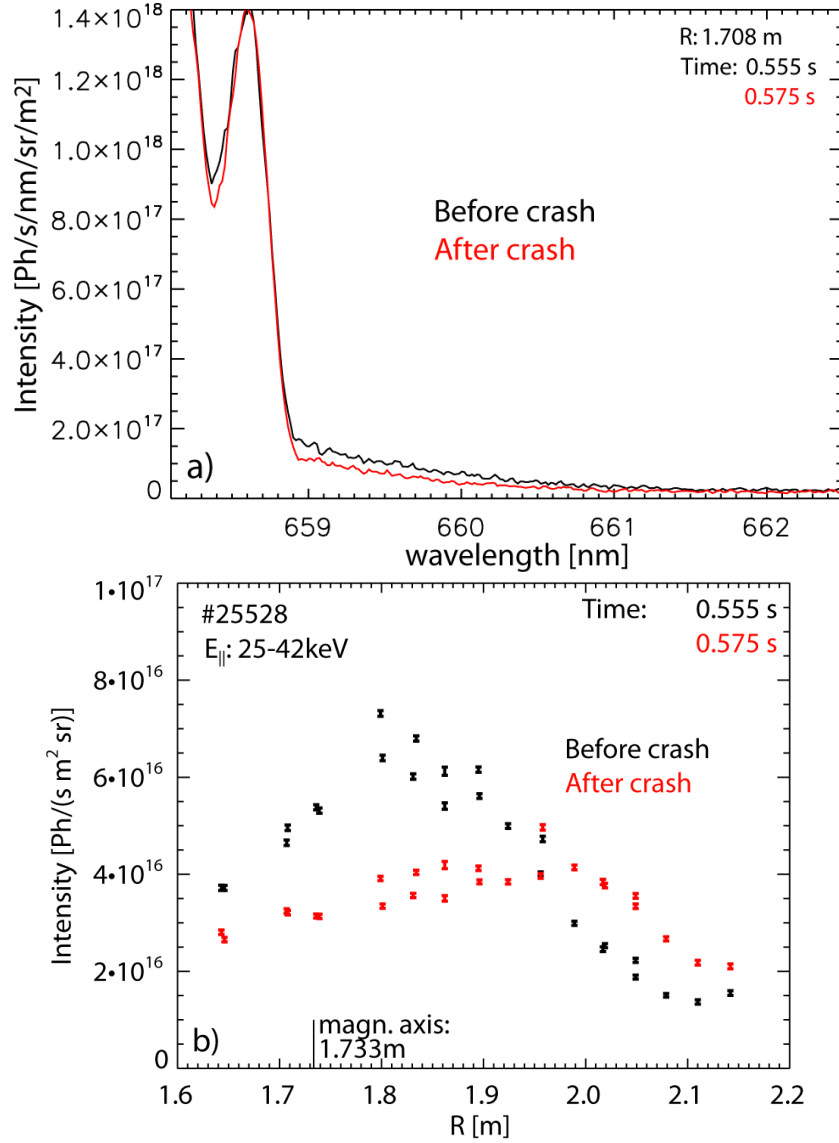 1.4×10¹⁸
1.2×10¹⁸
1.0×10¹⁸
8.0×10¹⁷
6.0×10¹⁷
4.0×10¹⁷
2.0×10¹⁷
0
Intensity [Ph/s/nm/sr/m²]
R: 1.708 m
Time: 0.555 s
0.575 s
Before crash
After crash
a)
659 660 661 662
wavelength [nm]
1•10¹⁷
8•10¹⁶
6•10¹⁶
4•10¹⁶
2•10¹⁶
0
Intensity [Ph/(s m² sr)]
#25528
E||: 25-42keV
Time: 0.555 s
0.575 s
Before crash
After crash
b)
magn. axis:
1.733m
1.6 1.7 1.8 1.9 2.0 2.1 2.2
R [m]